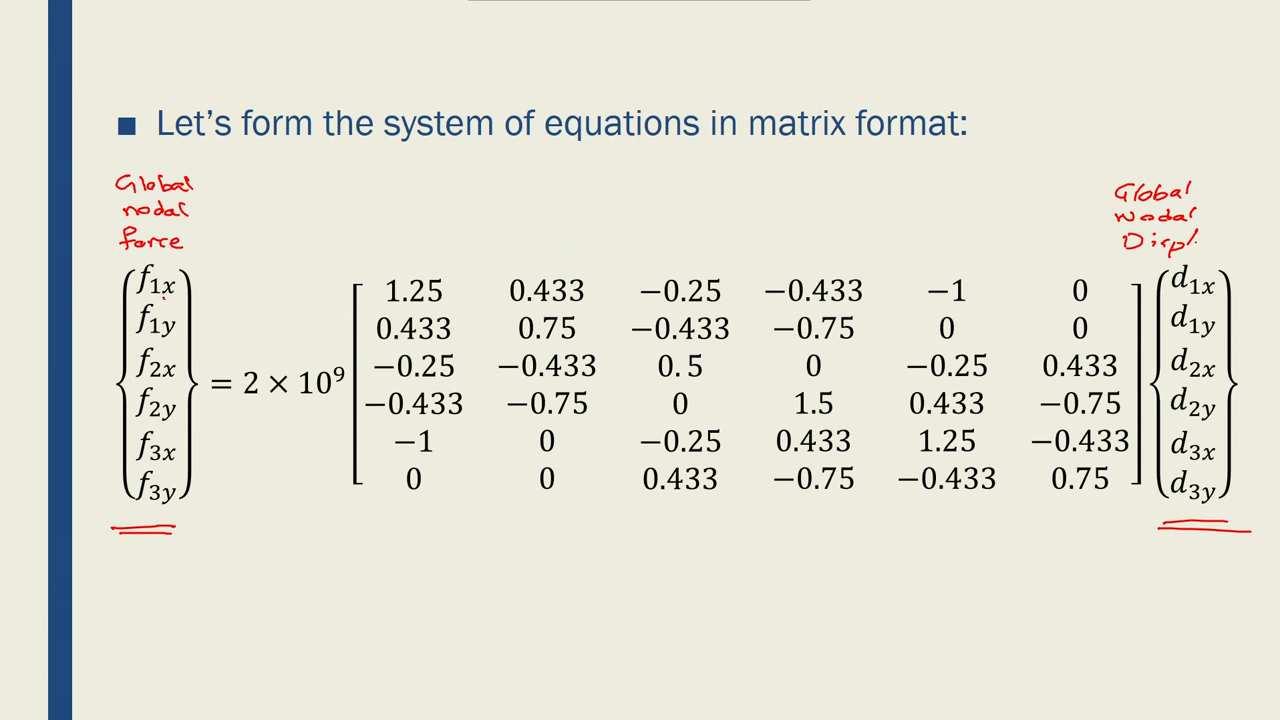 ■ Let's form the system of equations in matrix format:
Global
nodal
force
Global
Nodal
Displ.
f1x
f1y
f2x
f2y
f3x
f3y
= 2 × 10⁹
1.25 0.433 −0.25 −0.433 −1 0
0.433 0.75 −0.433 −0.75 0 0
−0.25 −0.433 0.5 0 −0.25 0.433
−0.433 −0.75 0 1.5 0.433 −0.75
−1 0 −0.25 0.433 1.25 −0.433
0 0 0.433 −0.75 −0.433 0.75
d1x
d1y
d2x
d2y
d3x
d3y